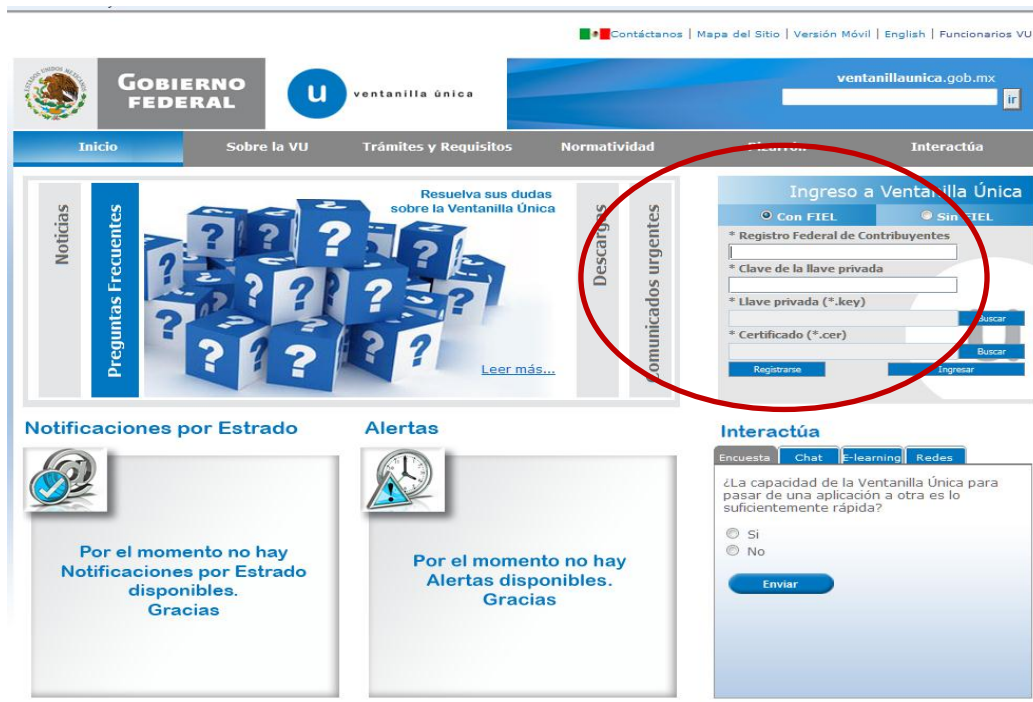 Contáctanos | Mapa del Sitio | Versión Móvil | English | Funcionarios VU
GOBIERNO
FEDERAL
u
ventanilla única
ventanillaunica.gob.mx
ir
Inicio
Sobre la VU
Trámites y Requisitos
Normatividad
Pizarrón
Interactúa
Noticias
Preguntas Frecuentes
Resuelva sus dudas
sobre la Ventanilla Única
Leer más...
Descargas
Comunicados urgentes
Ingreso a Ventanilla Única
Con FIEL
Sin FIEL
* Registro Federal de Contribuyentes
* Clave de la llave privada
* Llave privada (*.key)
Buscar
* Certificado (*.cer)
Buscar
Registrarse
Ingresar
Notificaciones por Estrado
Por el momento no hay
Notificaciones por Estrado
disponibles.
Gracias
Alertas
Por el momento no hay
Alertas disponibles.
Gracias
Interactúa
Encuesta
Chat
E-learning
Redes
¿La capacidad de la Ventanilla Única para
pasar de una aplicación a otra es lo
suficientemente rápida?
Si
No
Enviar